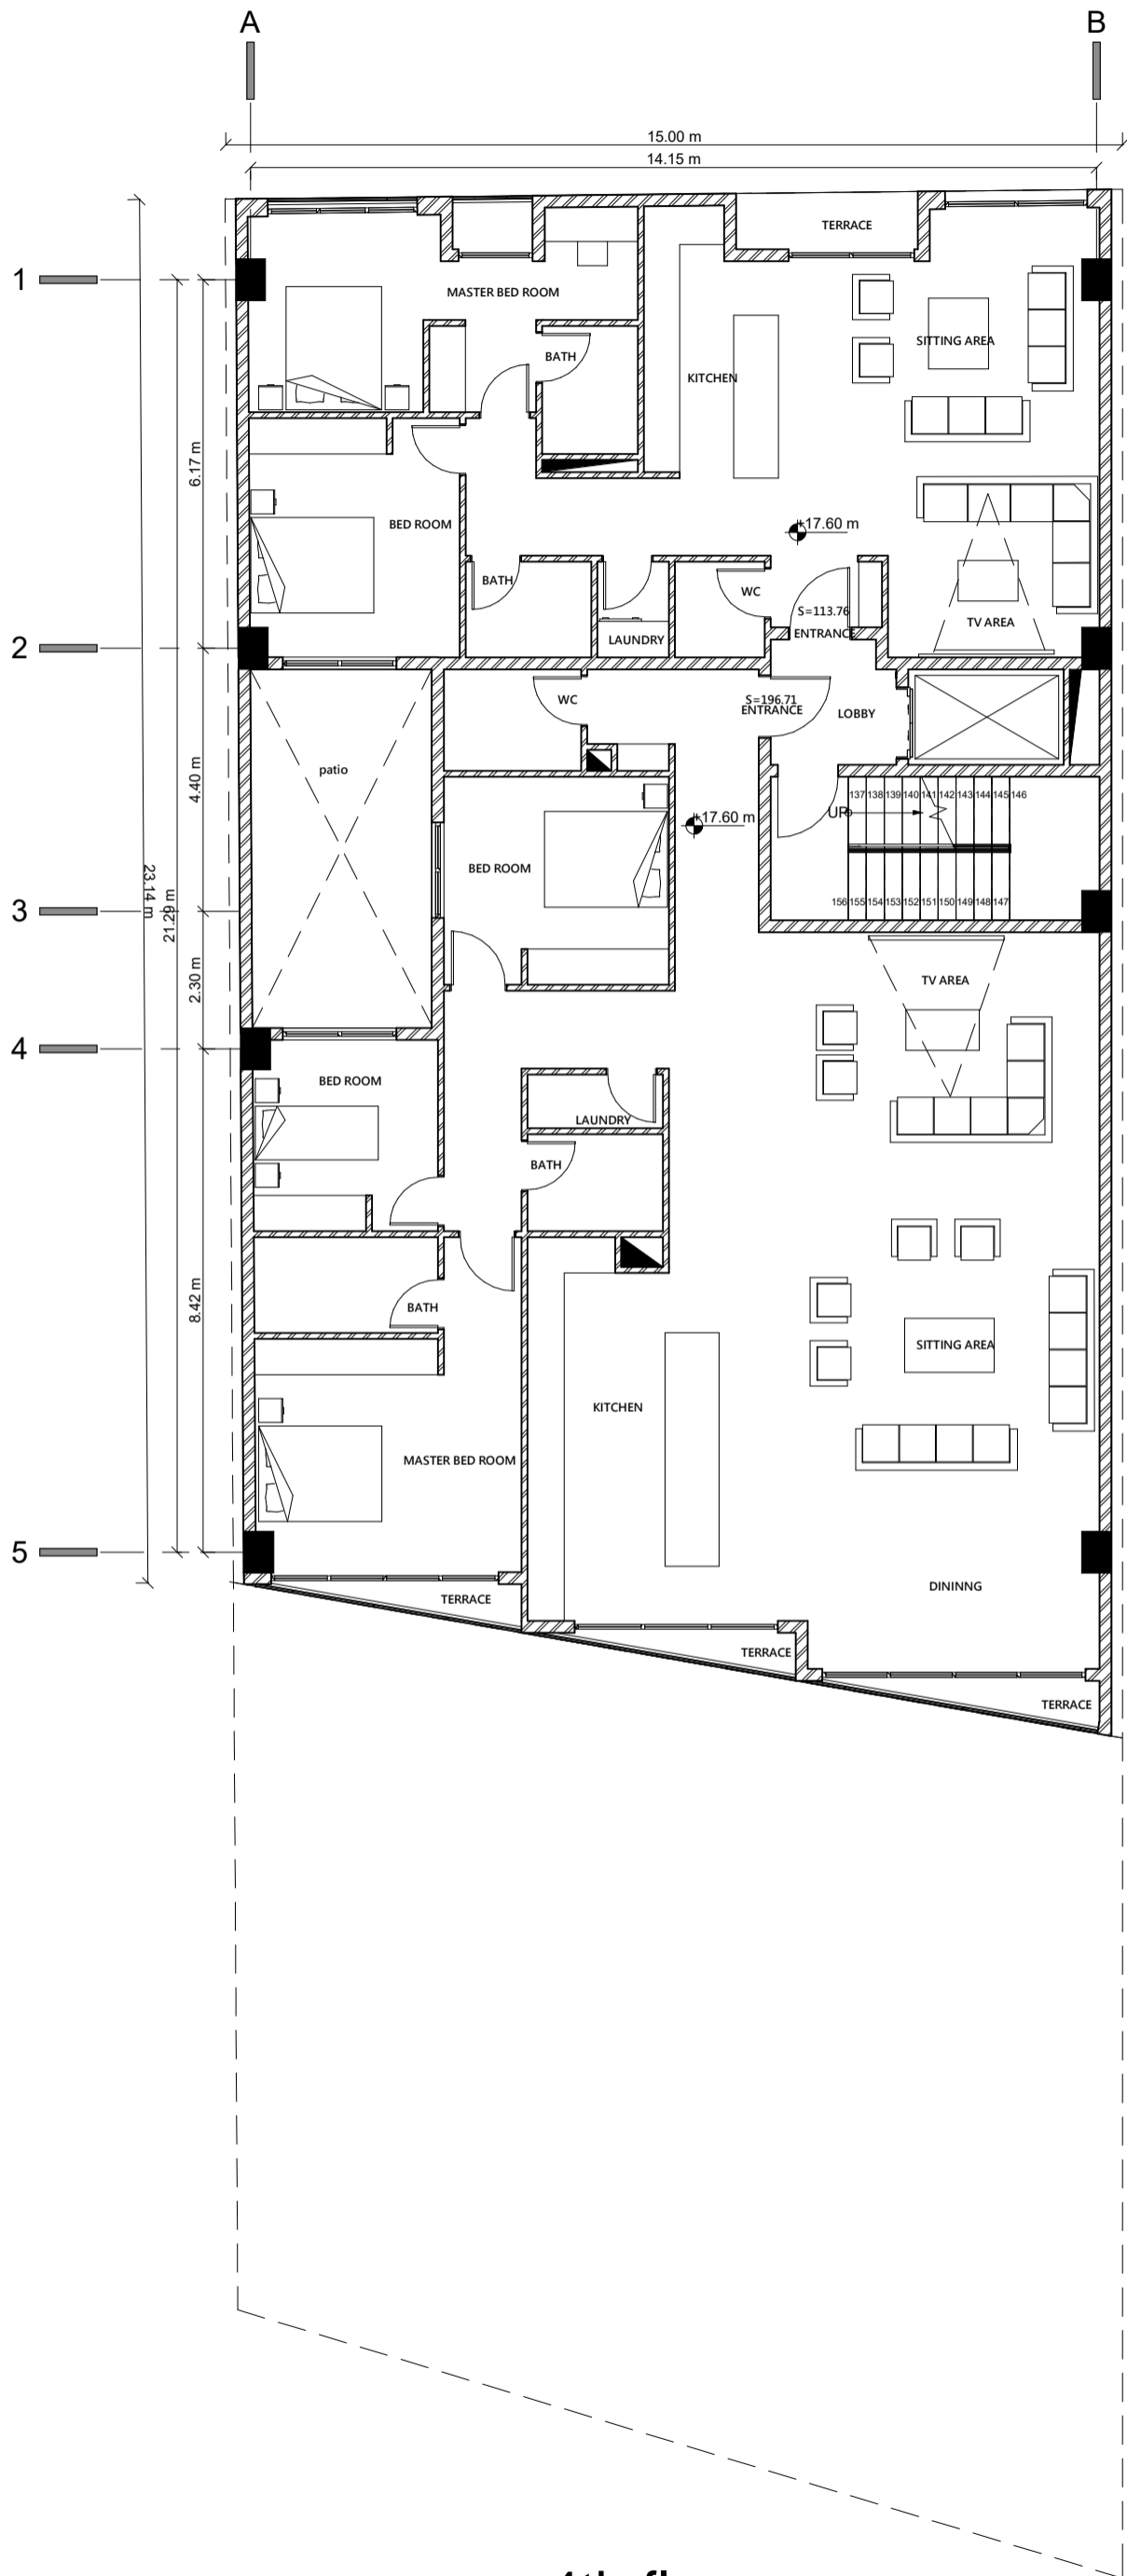 A
B
15.00 m
14.15 m
TERRACE
1
MASTER BED ROOM
SITTING AREA
BATH
KITCHEN
6.17 m
BED ROOM
+17.60 m
BATH
WC
S=113.76
TV AREA
ENTRANCE
LAUNDRY
2
WC
S=196.71
ENTRANCE
LOBBY
patio
4.40 m
137 138 139 140 141 142 143 144 145 146
UP
+17.60 m
BED ROOM
23.14 m
21.29 m
156 155 154 153 152 151 150 149 148 147
3
2.30 m
TV AREA
4
BED ROOM
LAUNDRY
BATH
8.42 m
BATH
SITTING AREA
KITCHEN
MASTER BED ROOM
5
DININNG
TERRACE
TERRACE
TERRACE